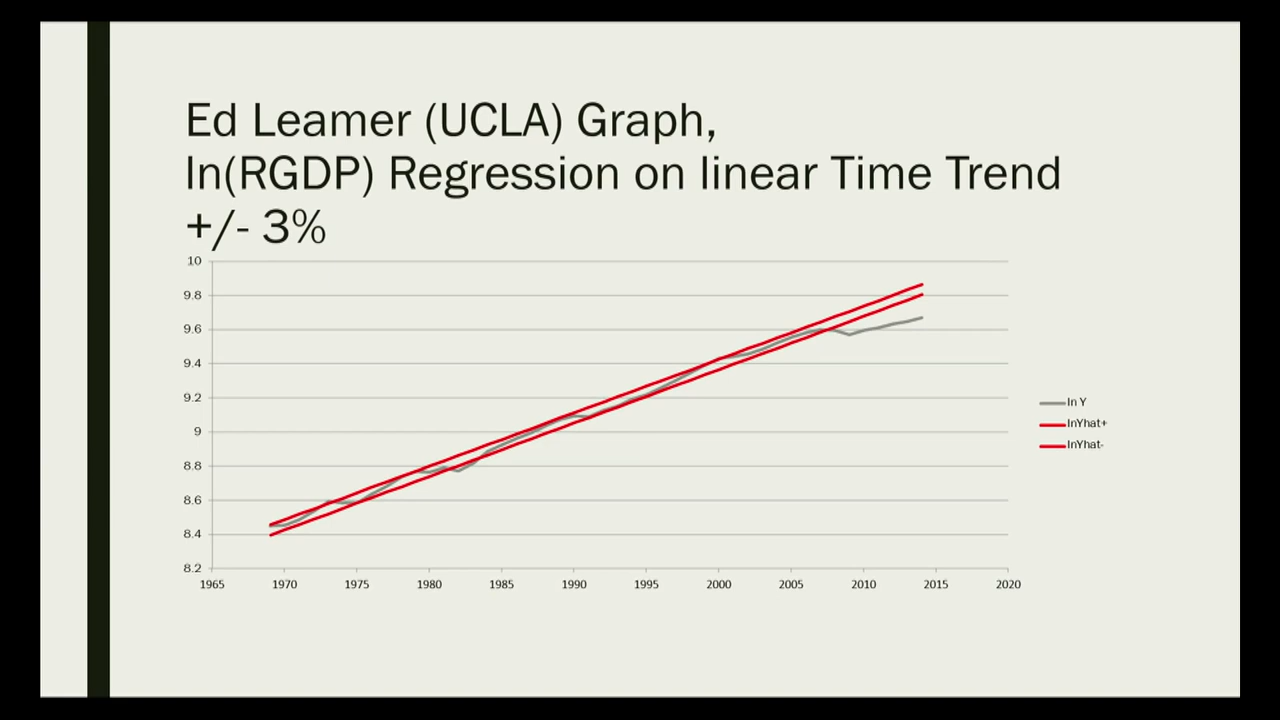 Ed Leamer (UCLA) Graph,
ln(RGDP) Regression on linear Time Trend
+/- 3%
10
9.8
9.6
9.4
9.2
9
8.8
8.6
8.4
8.2
1965 1970 1975 1980 1985 1990 1995 2000 2005 2010 2015 2020
ln Y
lnYhat+
lnYhat-